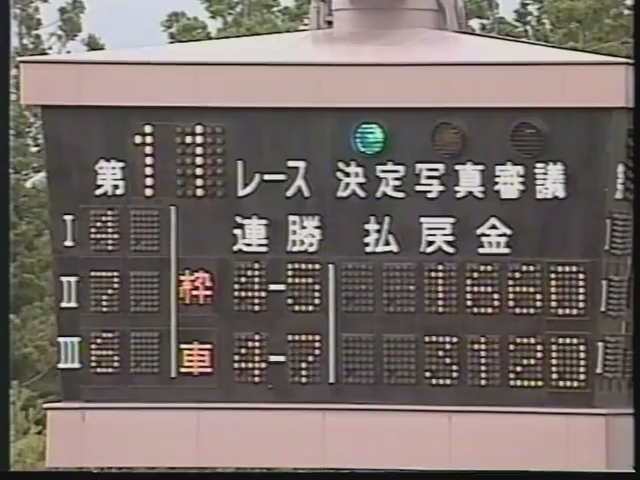 第11レース 決定 写真 審議
I 4 連勝 払戻金
II 7 枠 4-5 1660
III 6 車 4-7 3120